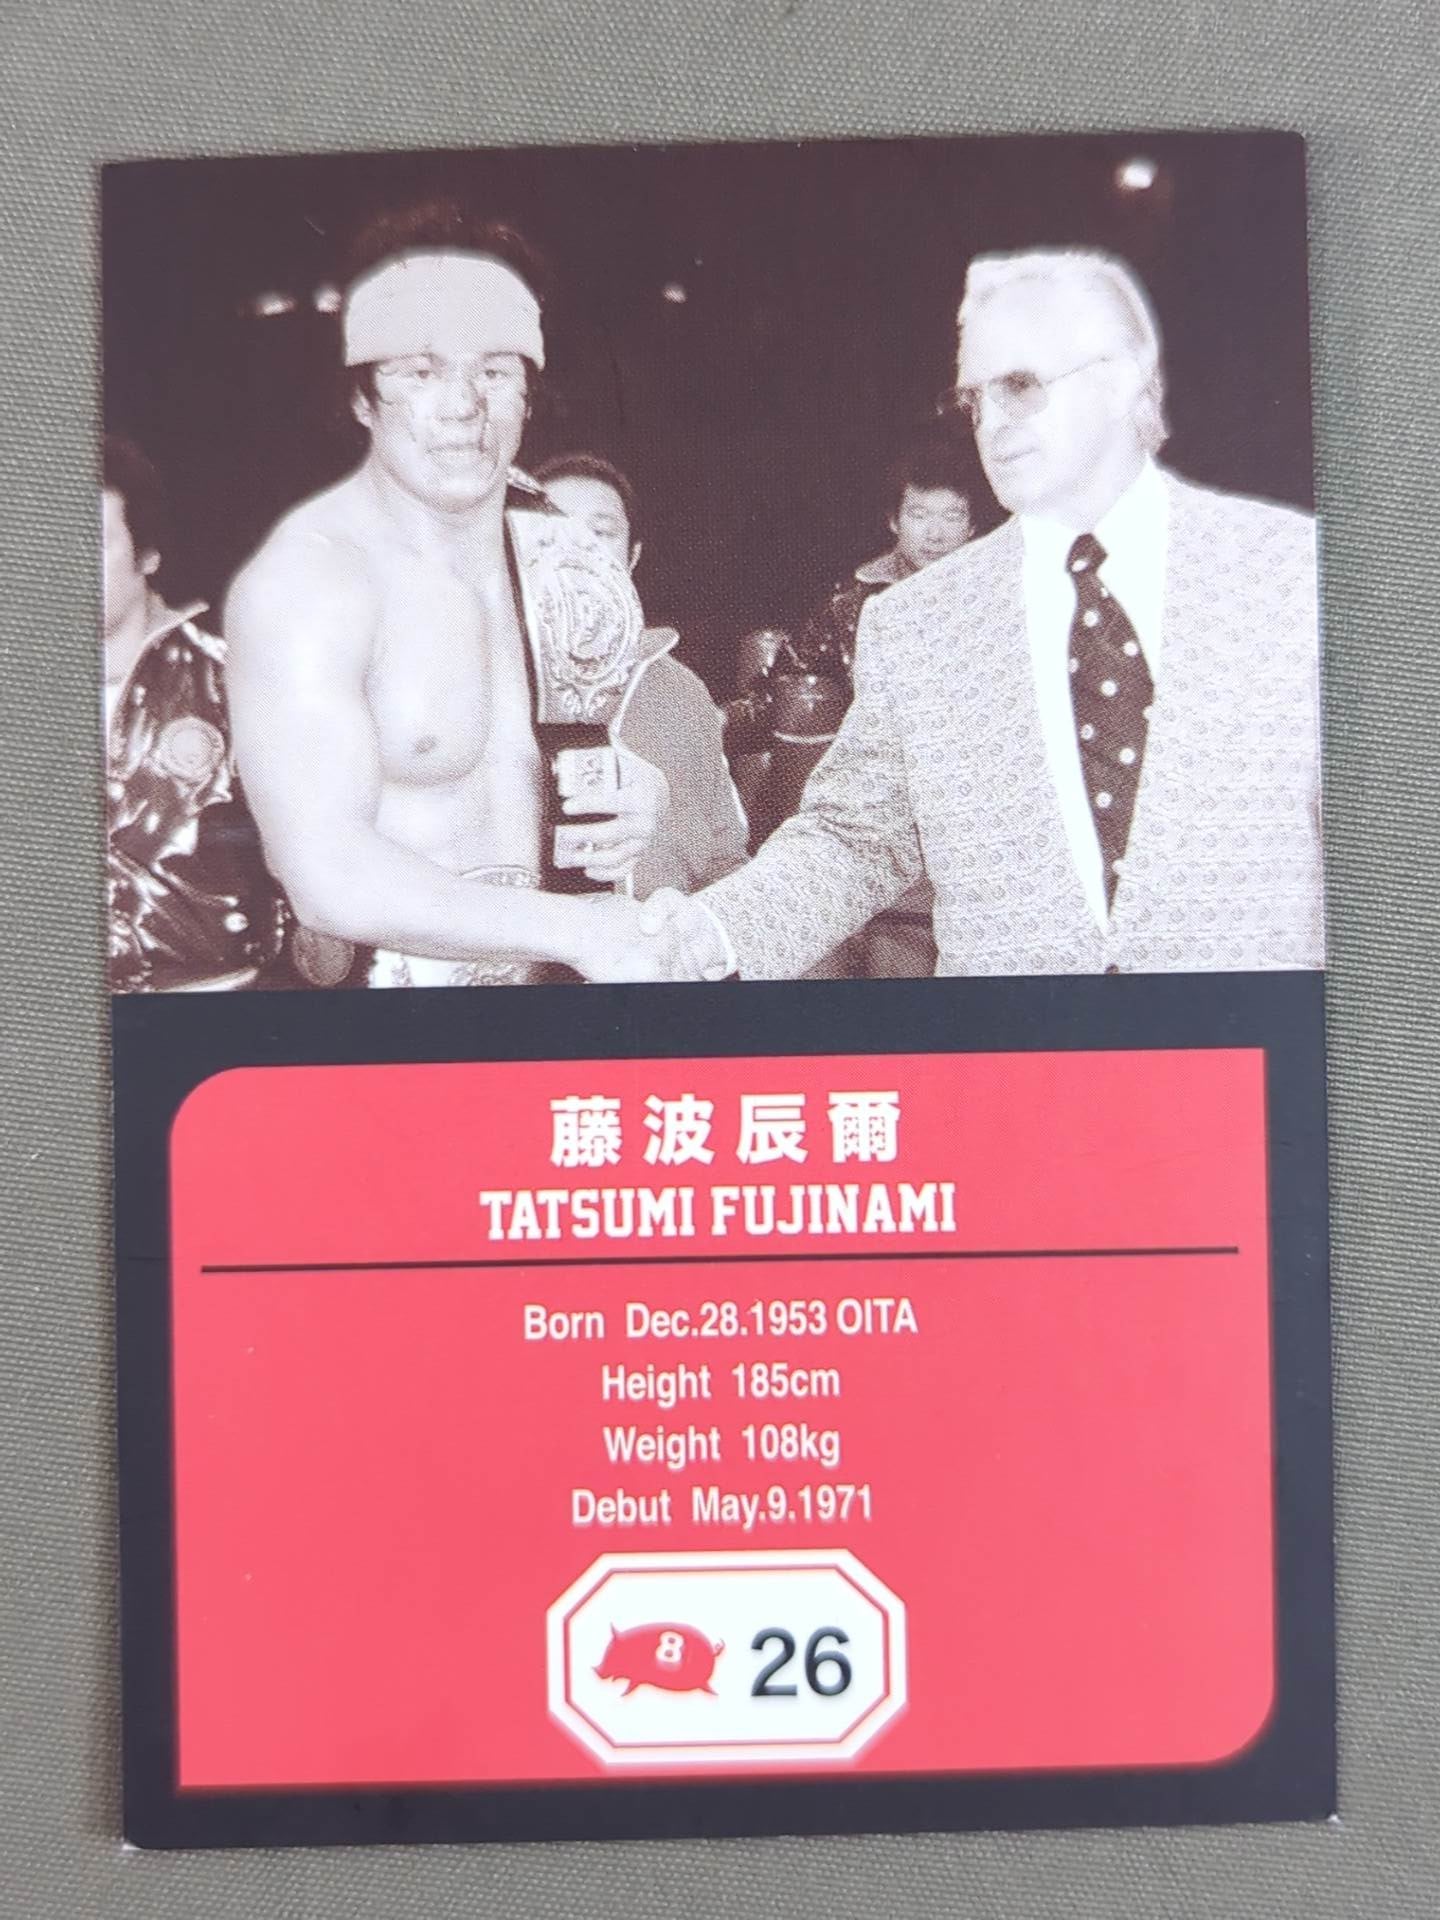 藤波辰爾
TATSUMI FUJINAMI
Born Dec.28.1953 OITA
Height 185cm
Weight 108kg
Debut May.9.1971
8 26